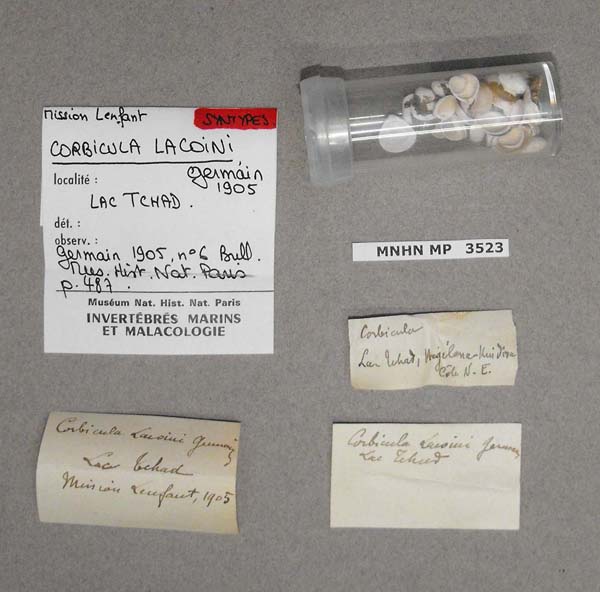 Mission Lenfant
SYNTYPES
CORBICULA LACOINI
Germain
1905
localité :
LAC TCHAD.
dét. :
observ. :
Germain 1905, n°6 Bull.
Mus. Hist. Nat. Paris
p. 487.
Muséum Nat. Hist. Nat. Paris
INVERTÉBRÉS MARINS
ET MALACOLOGIE
MNHN MP 3523
Corbicula
Lac Tchad,
Côte N-E.
Corbicula Lacoini Germain
Lac Tchad
Mission Lenfant, 1905
Corbicula Lacoini Germain
Lac Tchad